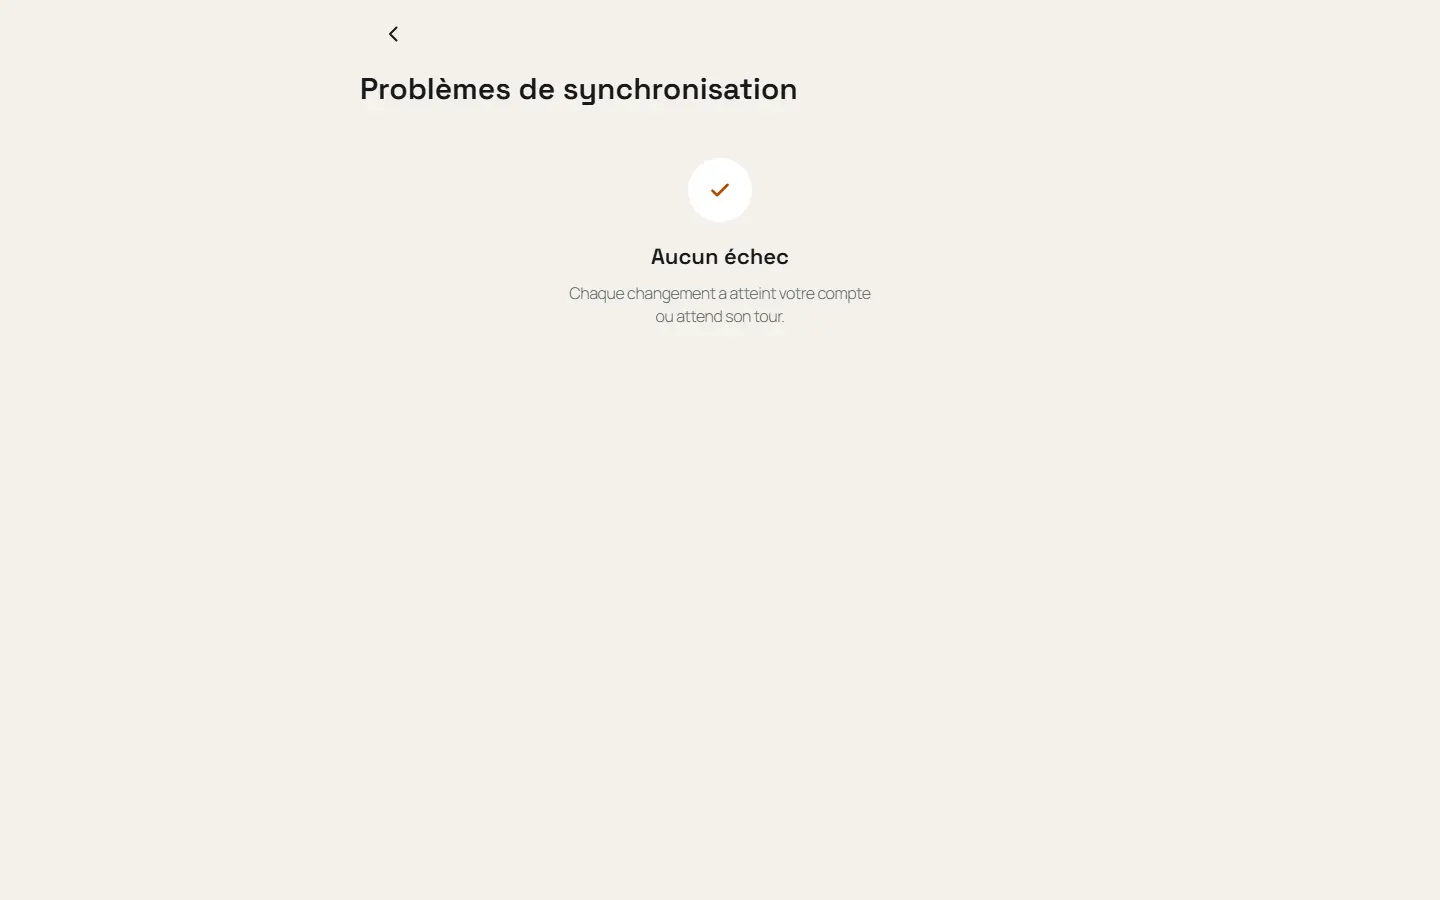 Problèmes de synchronisation
Aucun échec
Chaque changement a atteint votre compte
ou attend son tour.